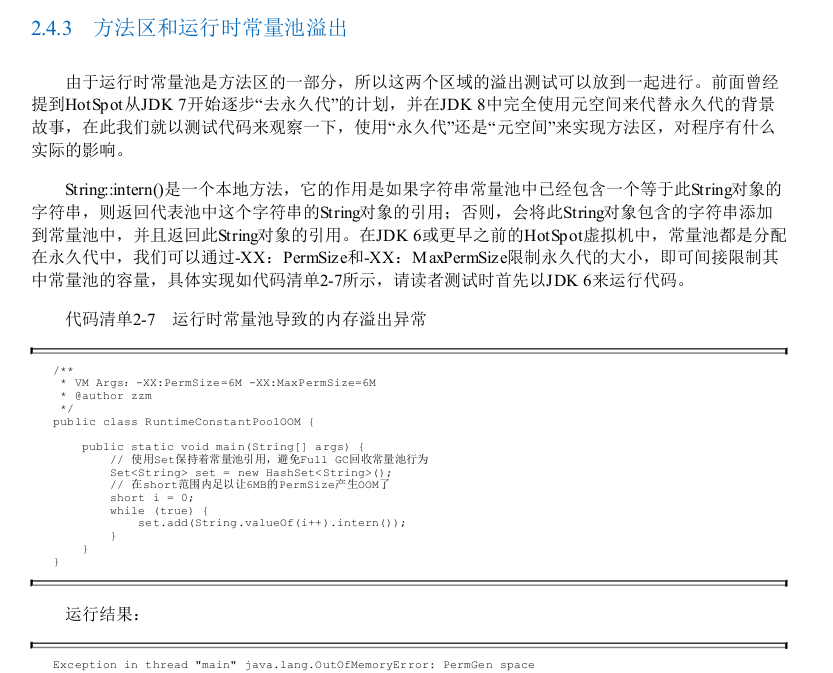 2.4.3 方法区和运行时常量池溢出
由于运行时常量池是方法区的一部分，所以这两个区域的溢出测试可以放到一起进行。前面曾经
提到HotSpot从JDK 7开始逐步“去永久代”的计划，并在JDK 8中完全使用元空间来代替永久代的背景
故事，在此我们就以测试代码来观察一下，使用“永久代”还是“元空间”来实现方法区，对程序有什么
实际的影响。
String::intern()是一个本地方法，它的作用是如果字符串常量池中已经包含一个等于此String对象的
字符串，则返回代表池中这个字符串的String对象的引用；否则，会将此String对象包含的字符串添加
到常量池中，并且返回此String对象的引用。在JDK 6或更早之前的HotSpot虚拟机中，常量池都是分配
在永久代中，我们可以通过-XX：PermSize和-XX：MaxPermSize限制永久代的大小，即可间接限制其
中常量池的容量，具体实现如代码清单2-7所示，请读者测试时首先以JDK 6来运行代码。
代码清单2-7 运行时常量池导致的内存溢出异常
/**
* VM Args：-XX:PermSize=6M -XX:MaxPermSize=6M
* @author zzm
*/
public class RuntimeConstantPoolOOM {
public static void main(String[] args) {
// 使用Set保持着常量池引用，避免Full GC回收常量池行为
Set<String> set = new HashSet<String>();
// 在short范围内足以让6MB的PermSize产生OOM了
short i = 0;
while (true) {
set.add(String.valueOf(i++).intern());
}
}
}
运行结果：
Exception in thread "main" java.lang.OutOfMemoryError: PermGen space